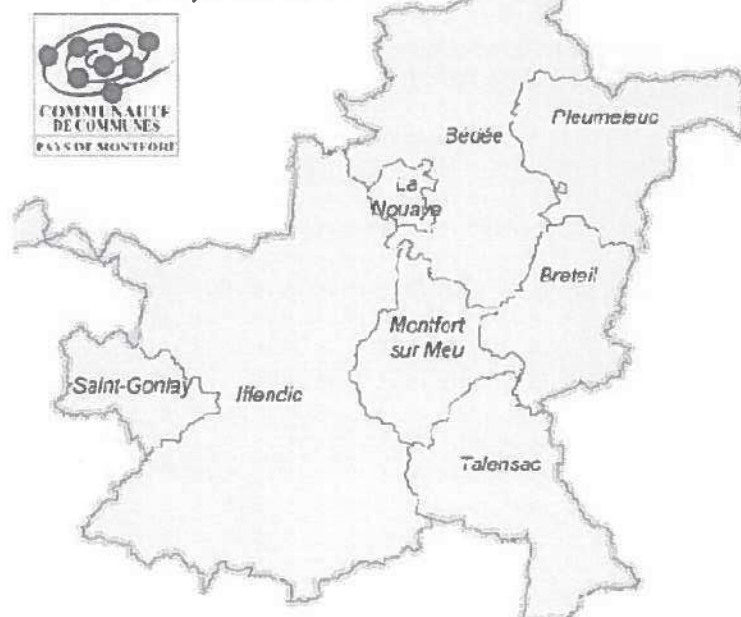 COMMUNAUTE
DE COMMUNES
PAYS DE MONTFORT
Pleumeleuc
Bédée
La
Nouaye
Breteil
Montfort
sur Meu
Saint-Gonlay
Iffendic
Talensac